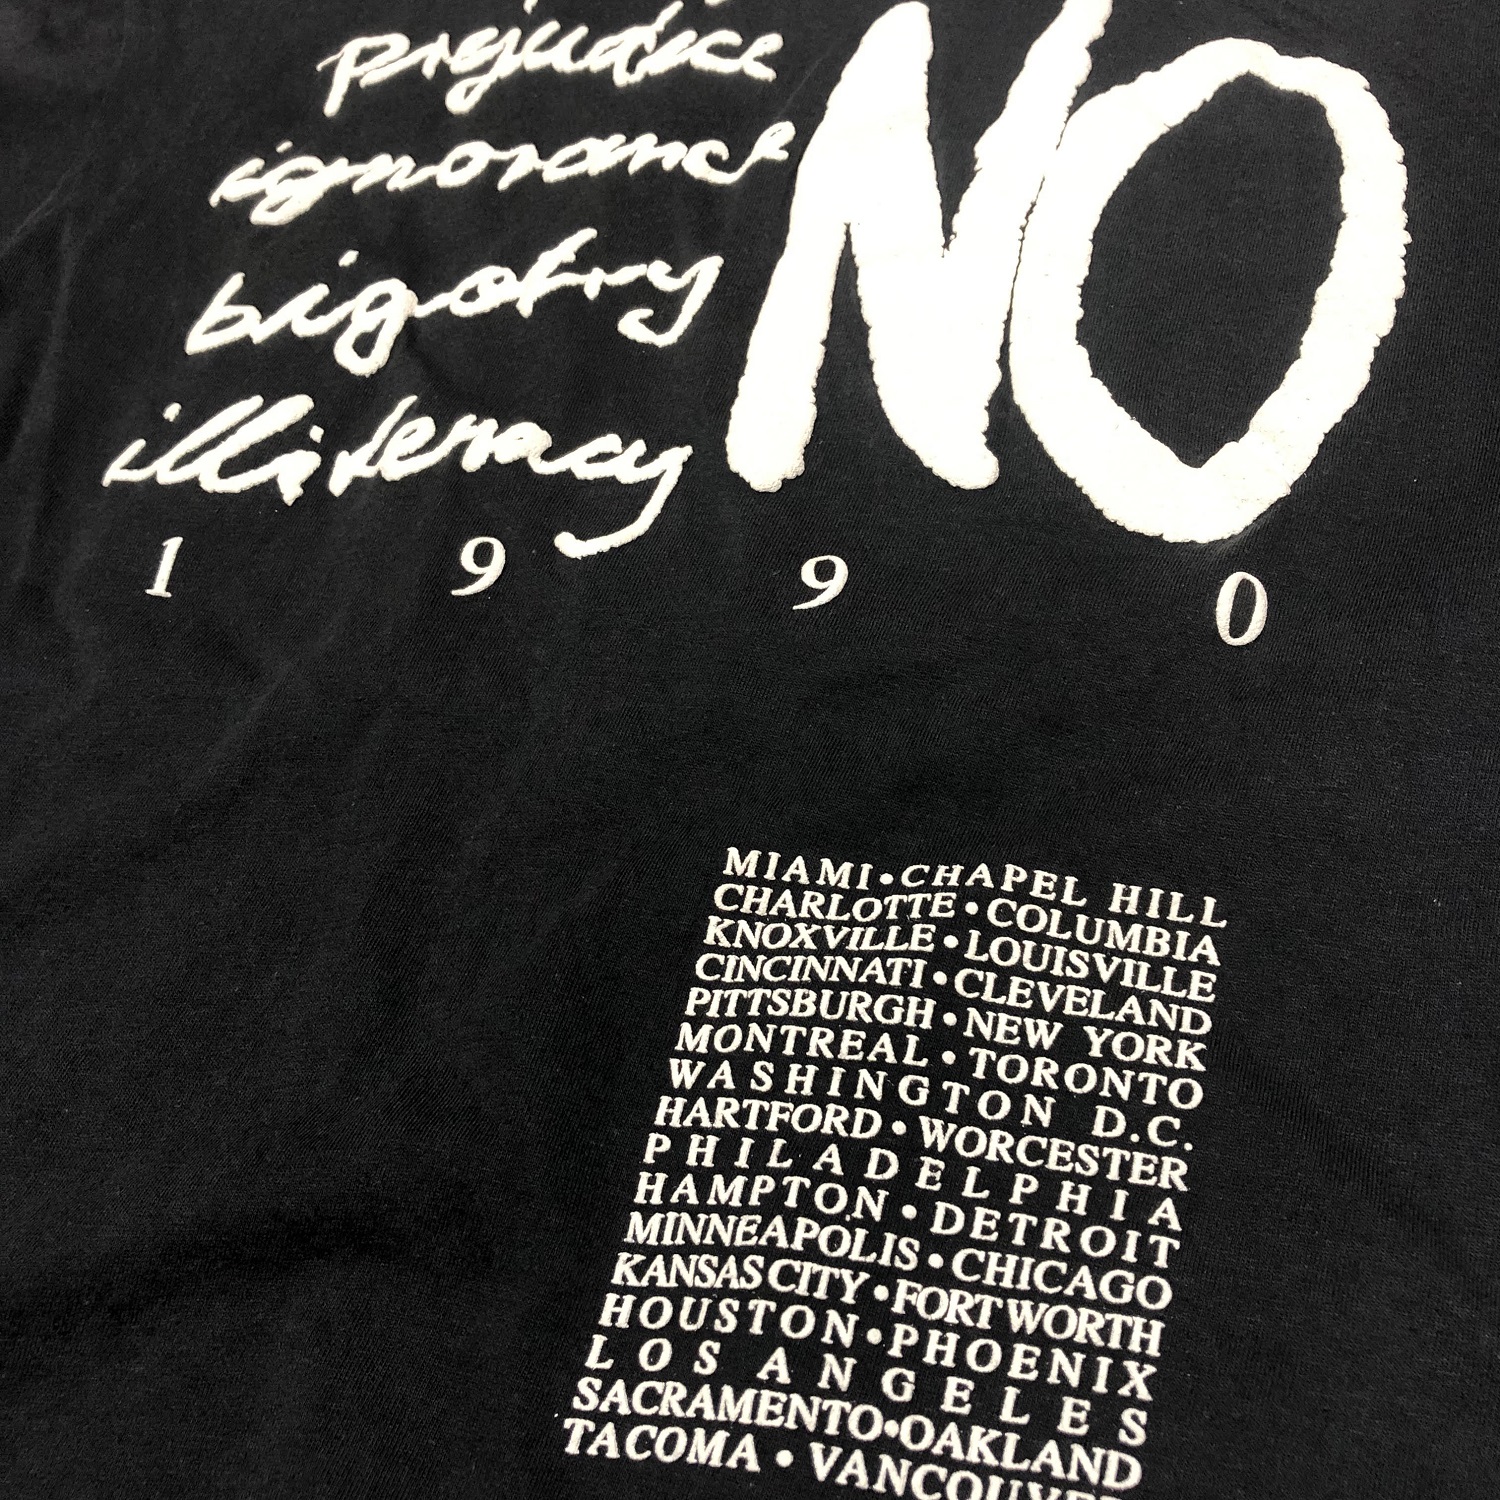 prejudice
ignorance
bigotry
illiteracy
NO
1 9 9 0
MIAMI•CHAPEL HILL
CHARLOTTE•COLUMBIA
KNOXVILLE•LOUISVILLE
CINCINNATI•CLEVELAND
PITTSBURGH•NEW YORK
MONTREAL•TORONTO
WASHINGTON D.C.
HARTFORD•WORCESTER
PHILADELPHIA
HAMPTON•DETROIT
MINNEAPOLIS•CHICAGO
KANSAS CITY•FORT WORTH
HOUSTON•PHOENIX
LOS ANGELES
SACRAMENTO•OAKLAND
TACOMA•VANCOUVER